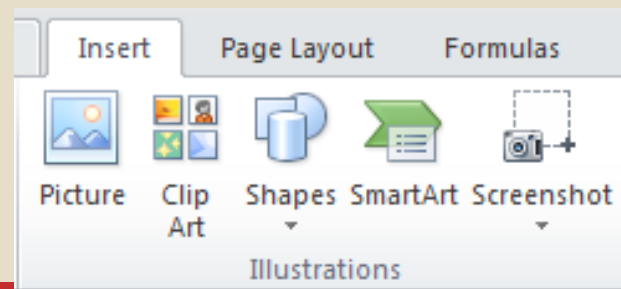 Insert Page Layout Formulas
Picture Clip Art Shapes SmartArt Screenshot
Illustrations